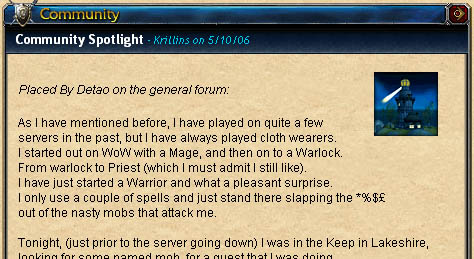 Community
Community Spotlight - Krillins on 5/10/06
Placed By Detao on the general forum:
As I have mentioned before, I have played on quite a few
servers in the past, but I have always played cloth wearers.
I started out on WoW with a Mage, and then on to a Warlock.
From warlock to Priest (which I must admit I still like).
I have just started a Warrior and what a pleasant surprise.
I only use a couple of spells and just stand there slapping the *%$£
out of the nasty mobs that attack me.
Tonight, (just prior to the server going down) I was in the Keep in Lakeshire,
looking for some named mob, for a quest that I was doing.